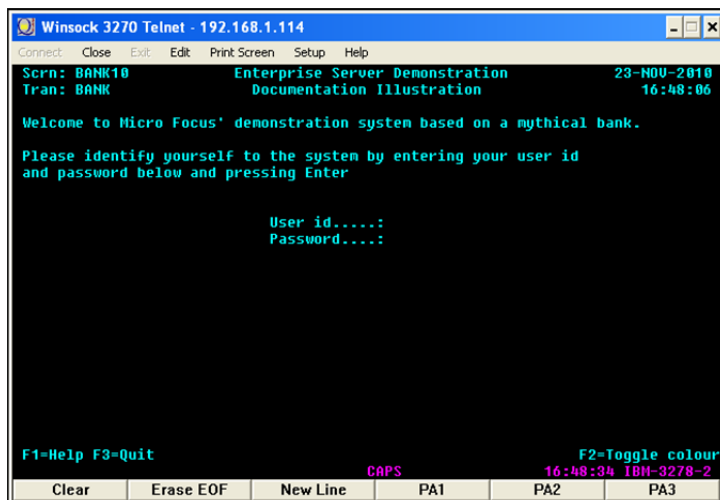 Winsock 3270 Telnet - 192.168.1.114
Connect Close Exit Edit Print Screen Setup Help
Scrn: BANK10 Enterprise Server Demonstration 23-NOV-2010
Tran: BANK Documentation Illustration 16:48:06
Welcome to Micro Focus' demonstration system based on a mythical bank.
Please identify yourself to the system by entering your user id
and password below and pressing Enter
User id.....:
Password....:
F1=Help F3=Quit F2=Toggle colour
CAPS 16:48:34 IBM-3278-2
Clear Erase EOF New Line PA1 PA2 PA3